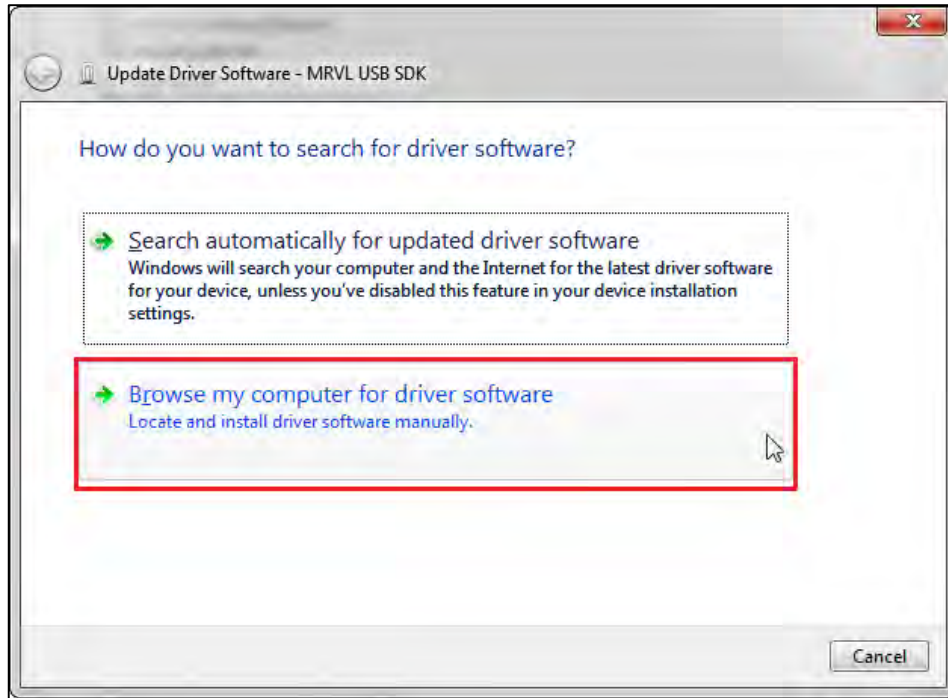 Update Driver Software - MRVL USB SDK
How do you want to search for driver software?
Search automatically for updated driver software
Windows will search your computer and the Internet for the latest driver software
for your device, unless you've disabled this feature in your device installation
settings.
Browse my computer for driver software
Locate and install driver software manually.
Cancel